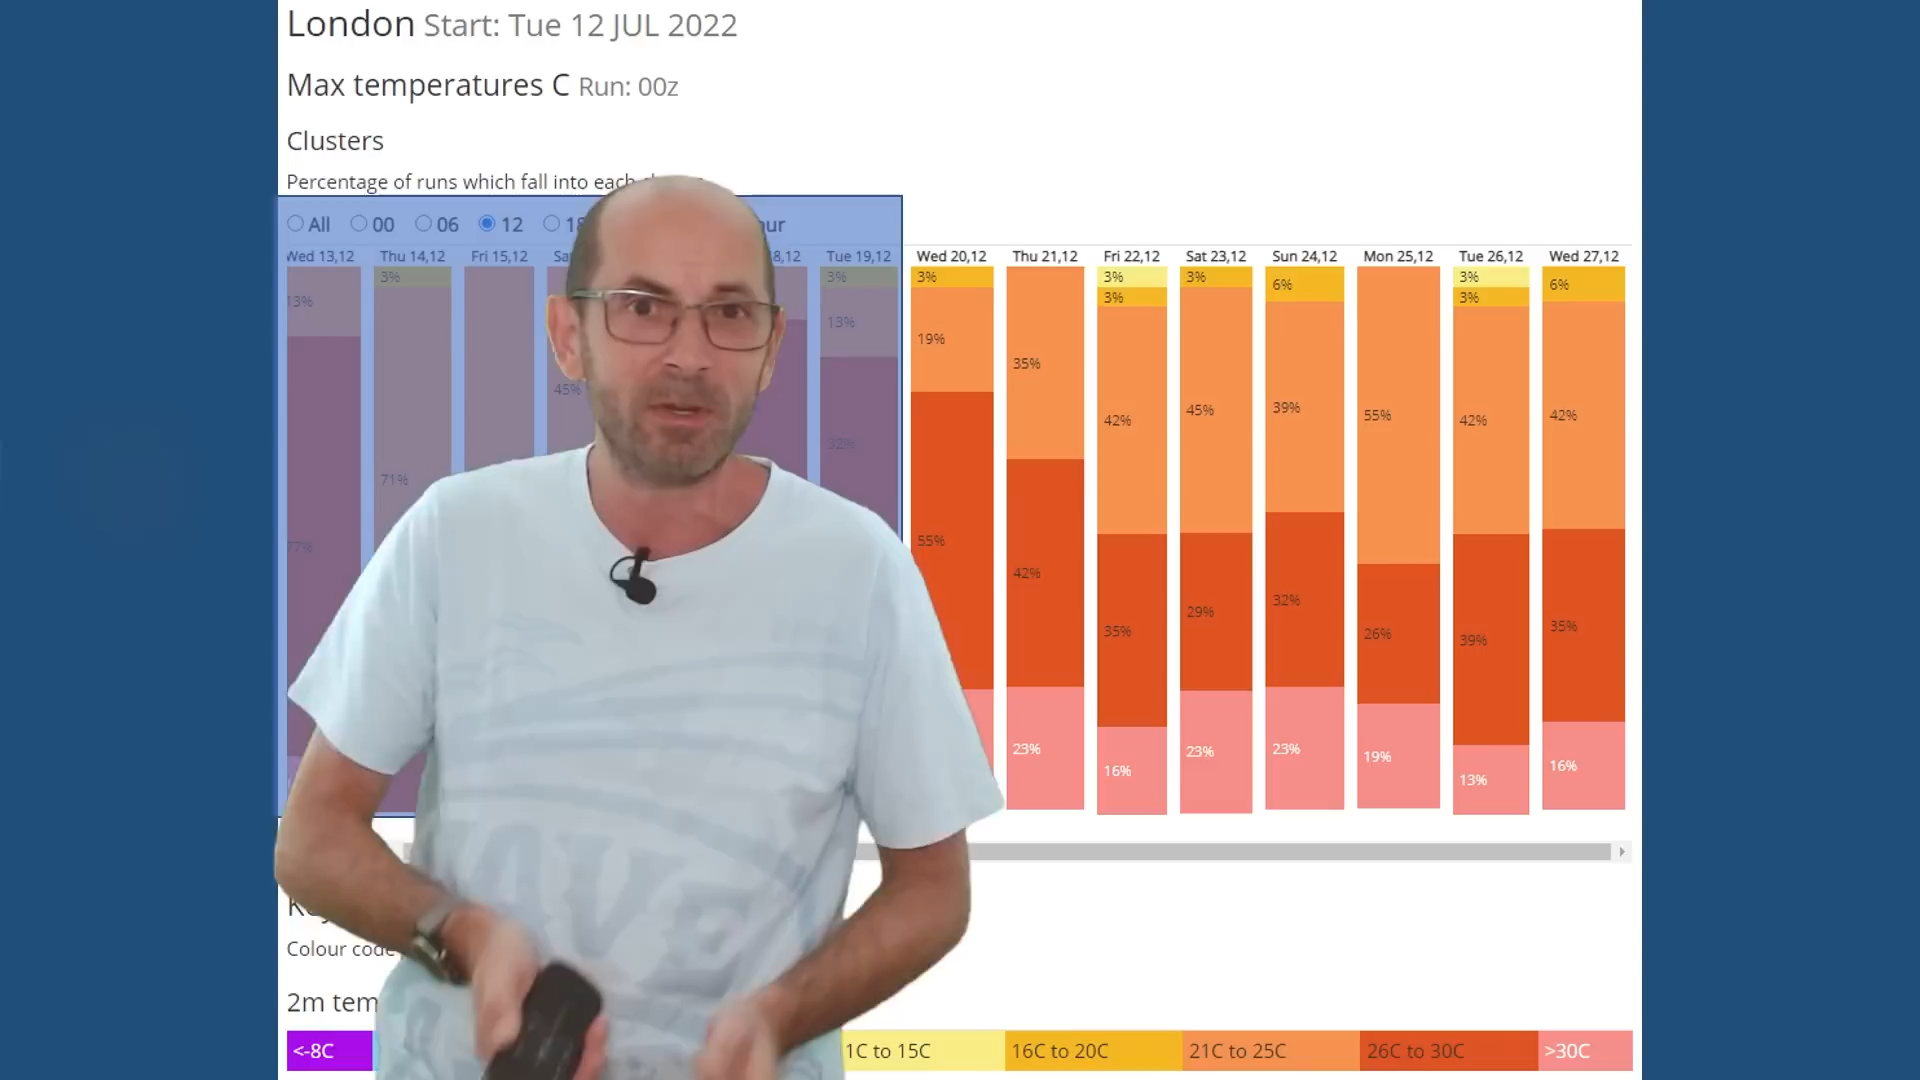 London Start: Tue 12 JUL 2022
Max temperatures C Run: 00z
Clusters
Percentage of runs which fall into each
All 00 06 12
Wed 13,12 Thu 14,12 Fri 15,12 Tue 19,12 Wed 20,12 Thu 21,12 Fri 22,12 Sat 23,12 Sun 24,12 Mon 25,12 Tue 26,12 Wed 27,12
3% 3% 3% 3% 3% 3%
13% 6% 3% 3% 6%
13% 19% 35%
45% 32% 42% 45% 39% 55% 42% 42%
71%
77% 55% 42%
35% 29% 32% 26% 39% 35%
23% 16% 23% 23% 19% 13% 16%
Colour
2m
<-8C 16C to 20C 21C to 25C 26C to 30C >30C